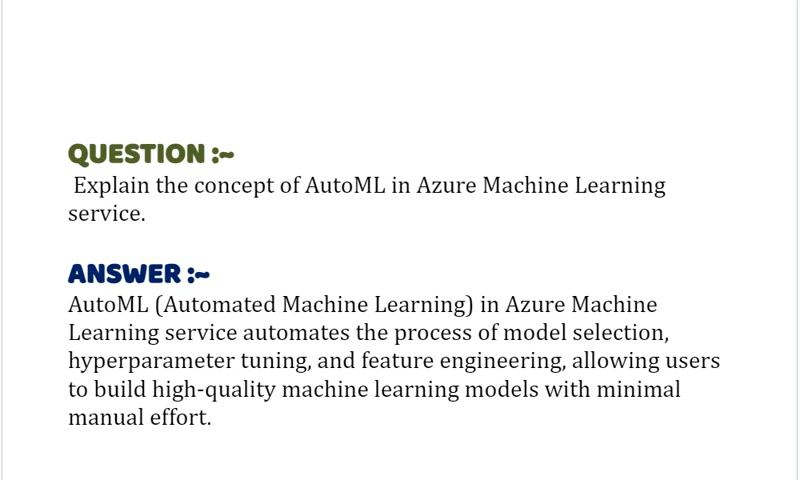 QUESTION :~
Explain the concept of AutoML in Azure Machine Learning
service.
ANSWER :~
AutoML (Automated Machine Learning) in Azure Machine
Learning service automates the process of model selection,
hyperparameter tuning, and feature engineering, allowing users
to build high-quality machine learning models with minimal
manual effort.